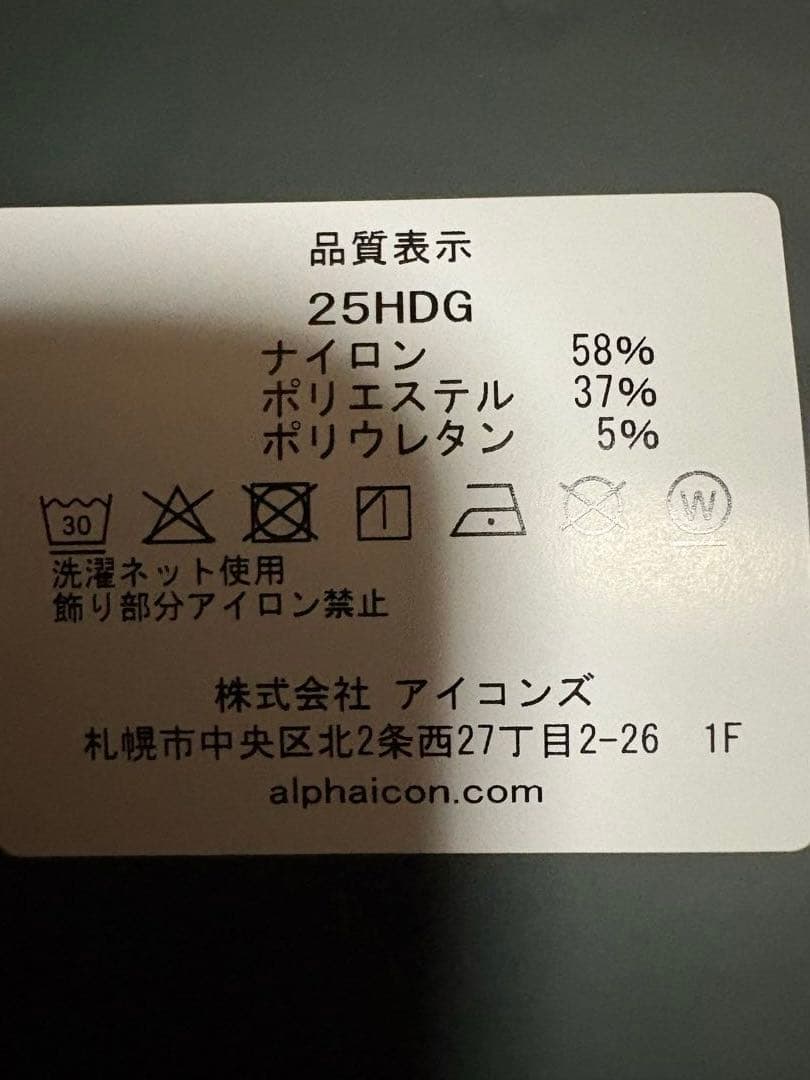 品質表示
25HDG
ナイロン 58%
ポリエステル 37%
ポリウレタン 5%
30 W
洗濯ネット使用
飾り部分アイロン禁止
株式会社 アイコンズ
札幌市中央区北2条西27丁目2-26 1F
alphaicon.com